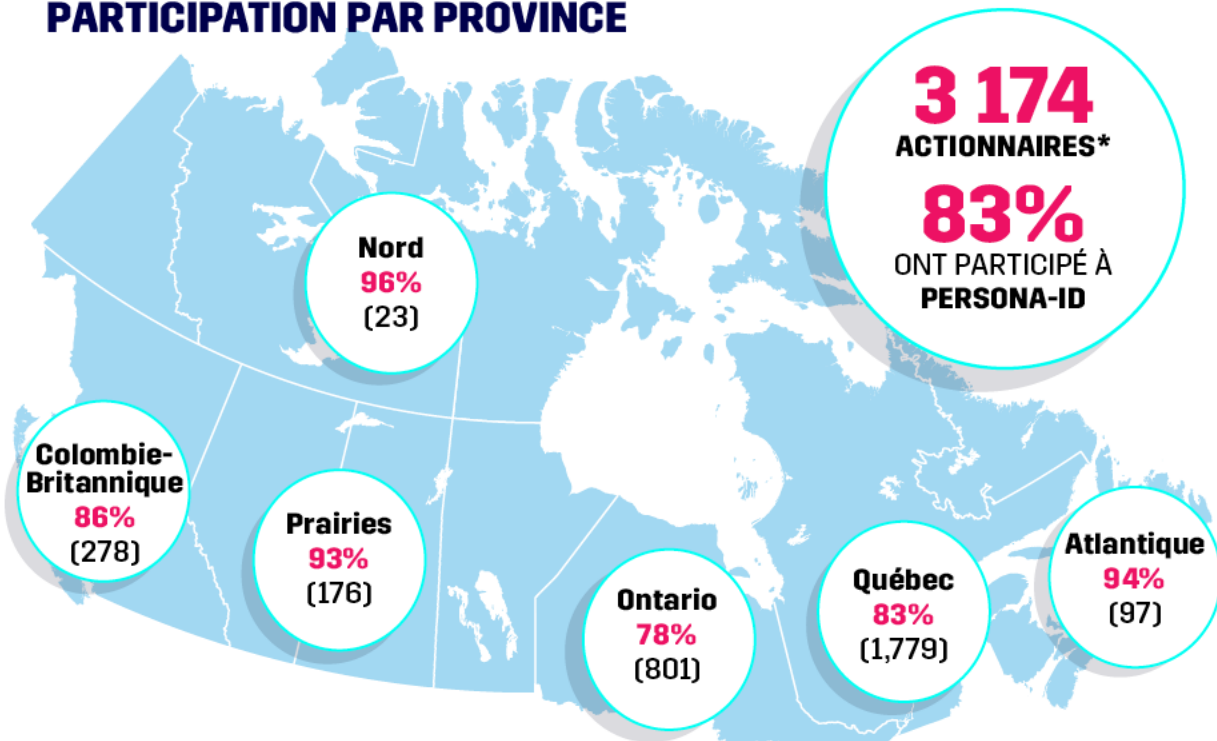 PARTICIPATION PAR PROVINCE
3 174
ACTIONNAIRES*
83%
ONT PARTICIPÉ À
PERSONA-ID
Nord
96%
(23)
Colombie-
Britannique
86%
(278)
Prairies
93%
(176)
Ontario
78%
(801)
Québec
83%
(1,779)
Atlantique
94%
(97)